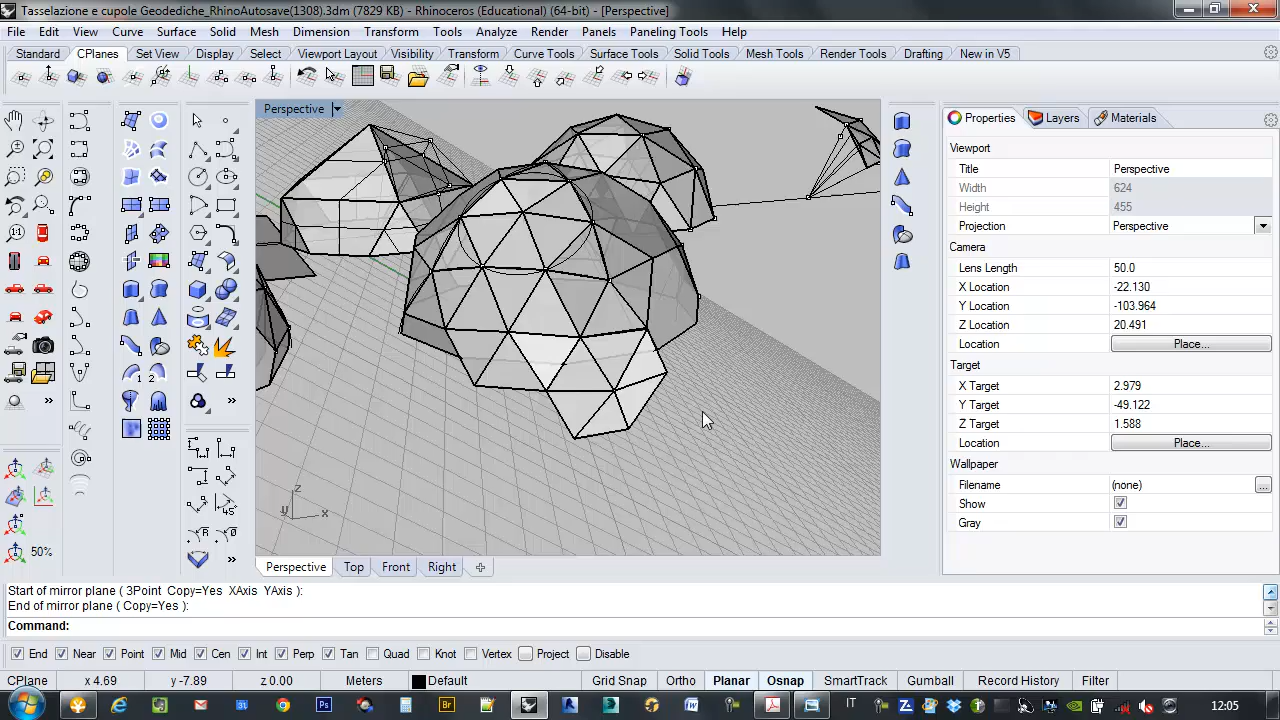 Tasselazione e cupole Geodediche_RhinoAutosave(1308).3dm (7829 KB) - Rhinoceros (Educational) (64-bit) - [Perspective]
File Edit View Curve Surface Solid Mesh Dimension Transform Tools Analyze Render Panels Paneling Tools Help
Standard CPlanes Set View Display Select Viewport Layout Visibility Transform Curve Tools Surface Tools Solid Tools Mesh Tools Render Tools Drafting New in V5
Perspective
Properties Layers Materials
Viewport
Title Perspective
Width 624
Height 455
Projection Perspective
Camera
Lens Length 50.0
X Location -22.130
Y Location -103.964
Z Location 20.491
Location Place...
Target
X Target 2.979
Y Target -49.122
Z Target 1.588
Location Place...
Wallpaper
Filename (none) ...
Show
Gray
1 2
z
y x
45
50%
Perspective Top Front Right
Start of mirror plane ( 3Point Copy=Yes XAxis YAxis ):
End of mirror plane ( Copy=Yes ):
Command:
End Near Point Mid Cen Int Perp Tan Quad Knot Vertex Project Disable
CPlane x 4.69 y -7.89 z 0.00 Meters Default Grid Snap Ortho Planar Osnap SmartTrack Gumball Record History Filter
Ps Br IT 12:05